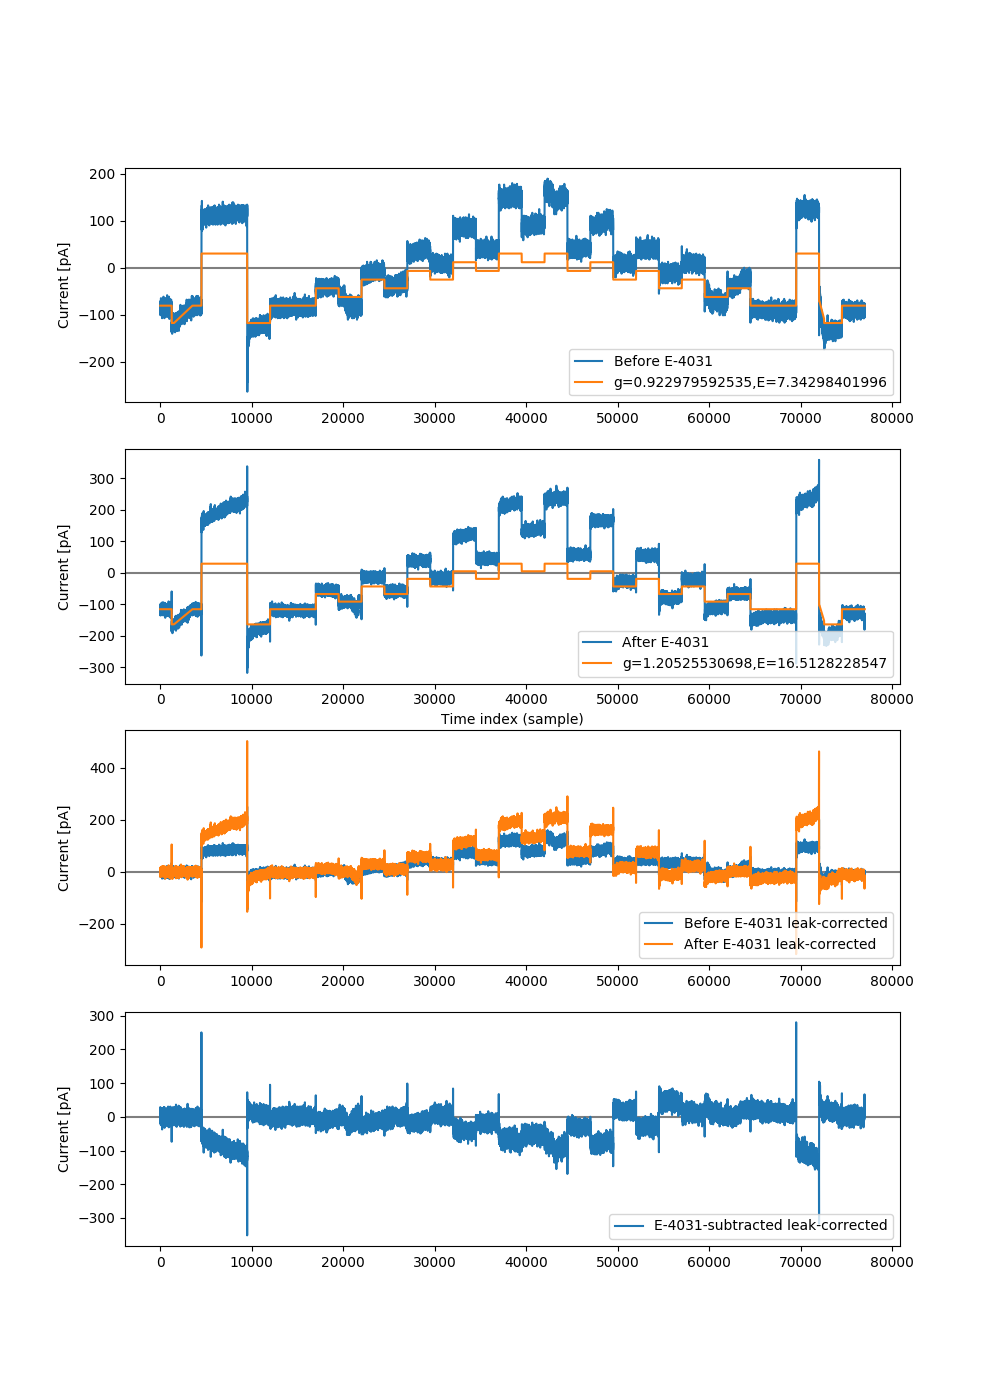 200
100
0
−100
−200
Current [pA]
Before E-4031
g=0.922979592535,E=7.34298401996
0 10000 20000 30000 40000 50000 60000 70000 80000
300
200
100
0
−100
−200
−300
Current [pA]
After E-4031
g=1.20525530698,E=16.5128228547
0 10000 20000 30000 40000 50000 60000 70000 80000
Time index (sample)
400
200
0
−200
Current [pA]
Before E-4031 leak-corrected
After E-4031 leak-corrected
0 10000 20000 30000 40000 50000 60000 70000 80000
300
200
100
0
−100
−200
−300
Current [pA]
E-4031-subtracted leak-corrected
0 10000 20000 30000 40000 50000 60000 70000 80000